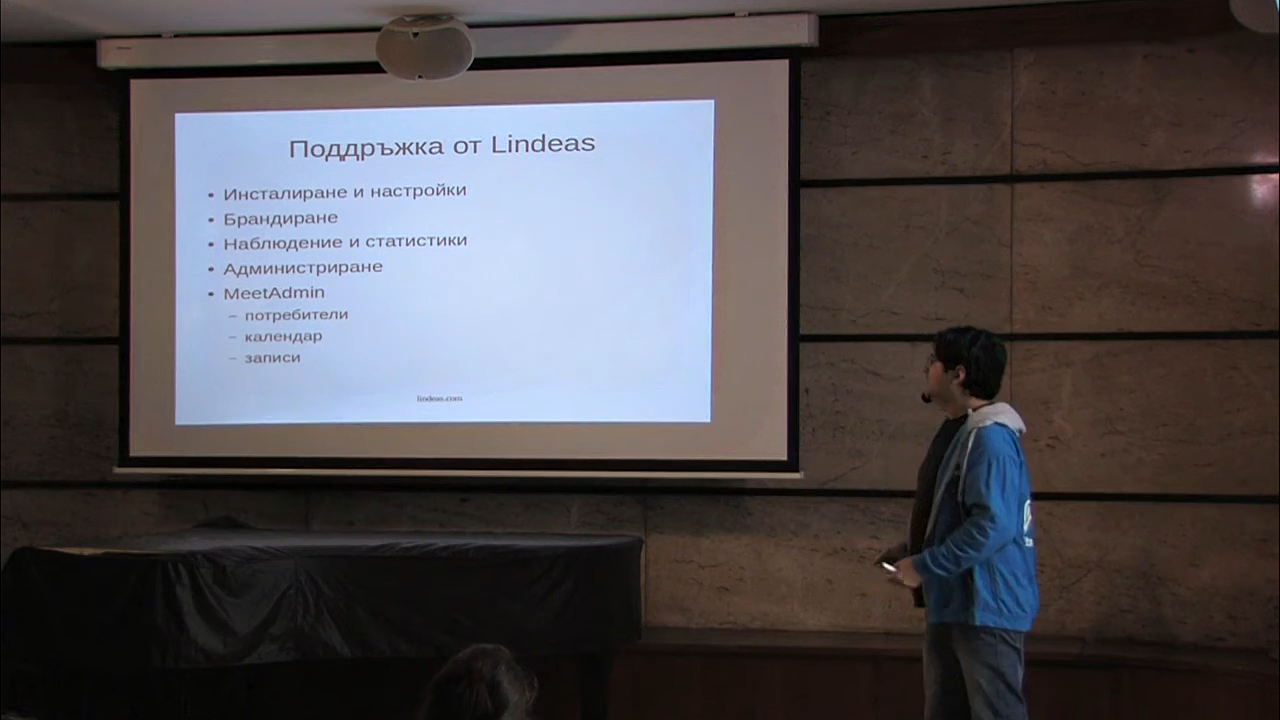 Поддръжка от Lindeas
• Инсталиране и настройки
• Брандиране
• Наблюдение и статистики
• Администриране
• MeetAdmin
– потребители
– календар
– записи
lindeas.com